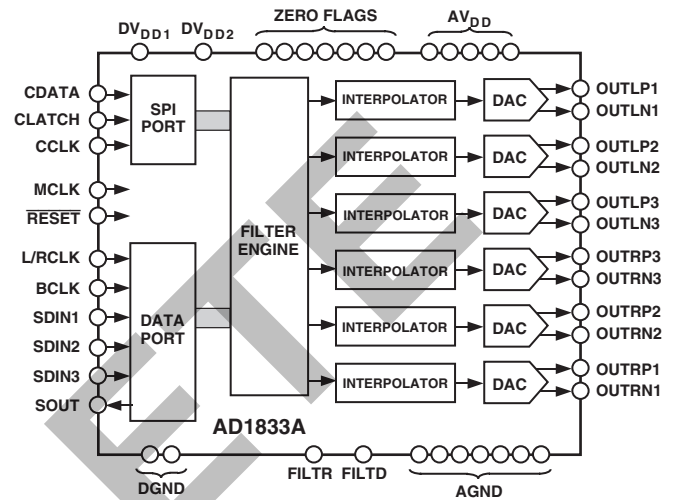 ZERO FLAGS
DVDD1 DVDD2 AVDD
CDATA
CLATCH
CCLK
MCLK
RESET
L/RCLK
BCLK
SDIN1
SDIN2
SDIN3
SOUT
SPI
PORT
DATA
PORT
FILTER
ENGINE
INTERPOLATOR DAC
INTERPOLATOR DAC
INTERPOLATOR DAC
INTERPOLATOR DAC
INTERPOLATOR DAC
INTERPOLATOR DAC
OUTLP1
OUTLN1
OUTLP2
OUTLN2
OUTLP3
OUTLN3
OUTRP3
OUTRN3
OUTRP2
OUTRN2
OUTRP1
OUTRN1
AD1833A
DGND
FILTR FILTD
AGND
ETE